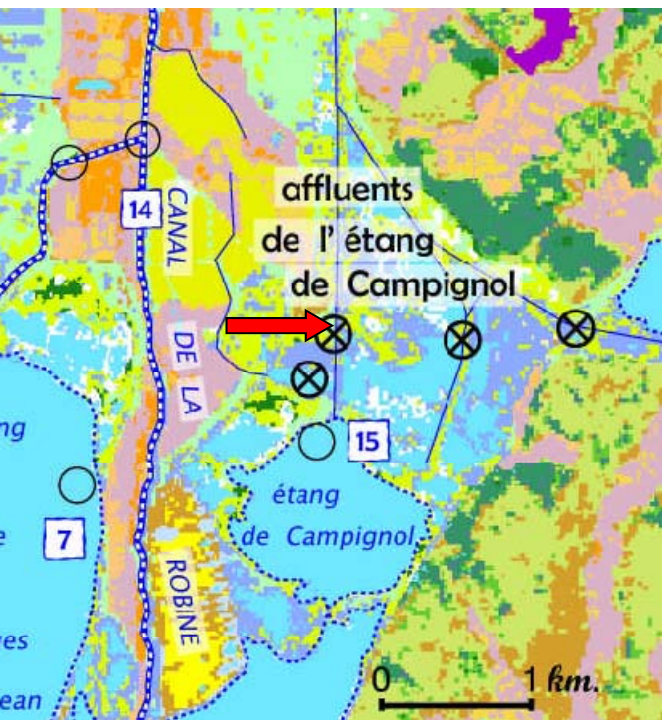 14
CANAL
DE LA
ROBINE
affluents
de l' étang
de Campignol
15
étang
de Campignol
7
ng
e
es
ean
0 1 km.